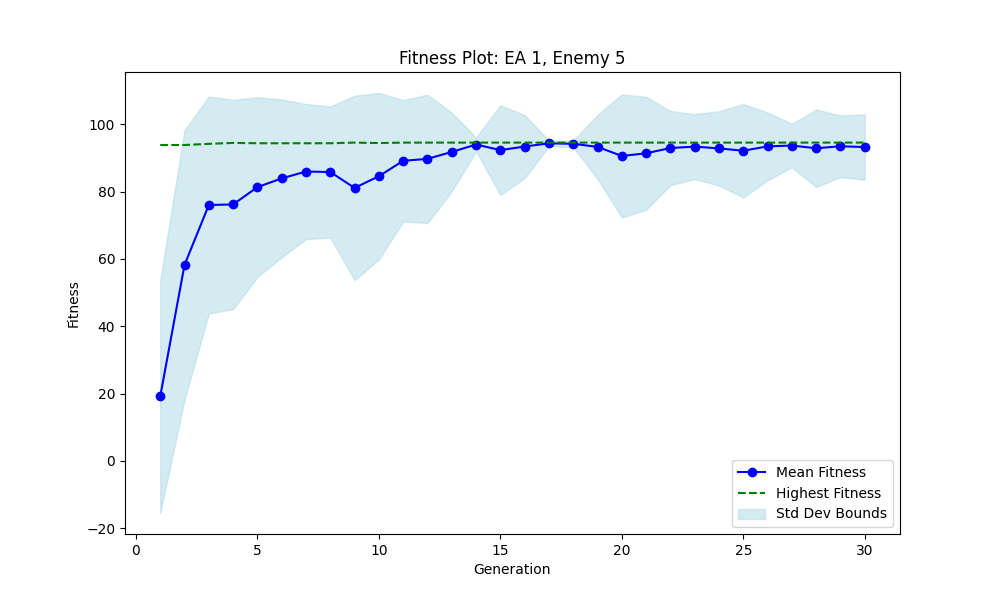 Fitness Plot: EA 1, Enemy 5
Fitness
100
80
60
40
20
0
−20
0 5 10 15 20 25 30
Generation
Mean Fitness
Highest Fitness
Std Dev Bounds